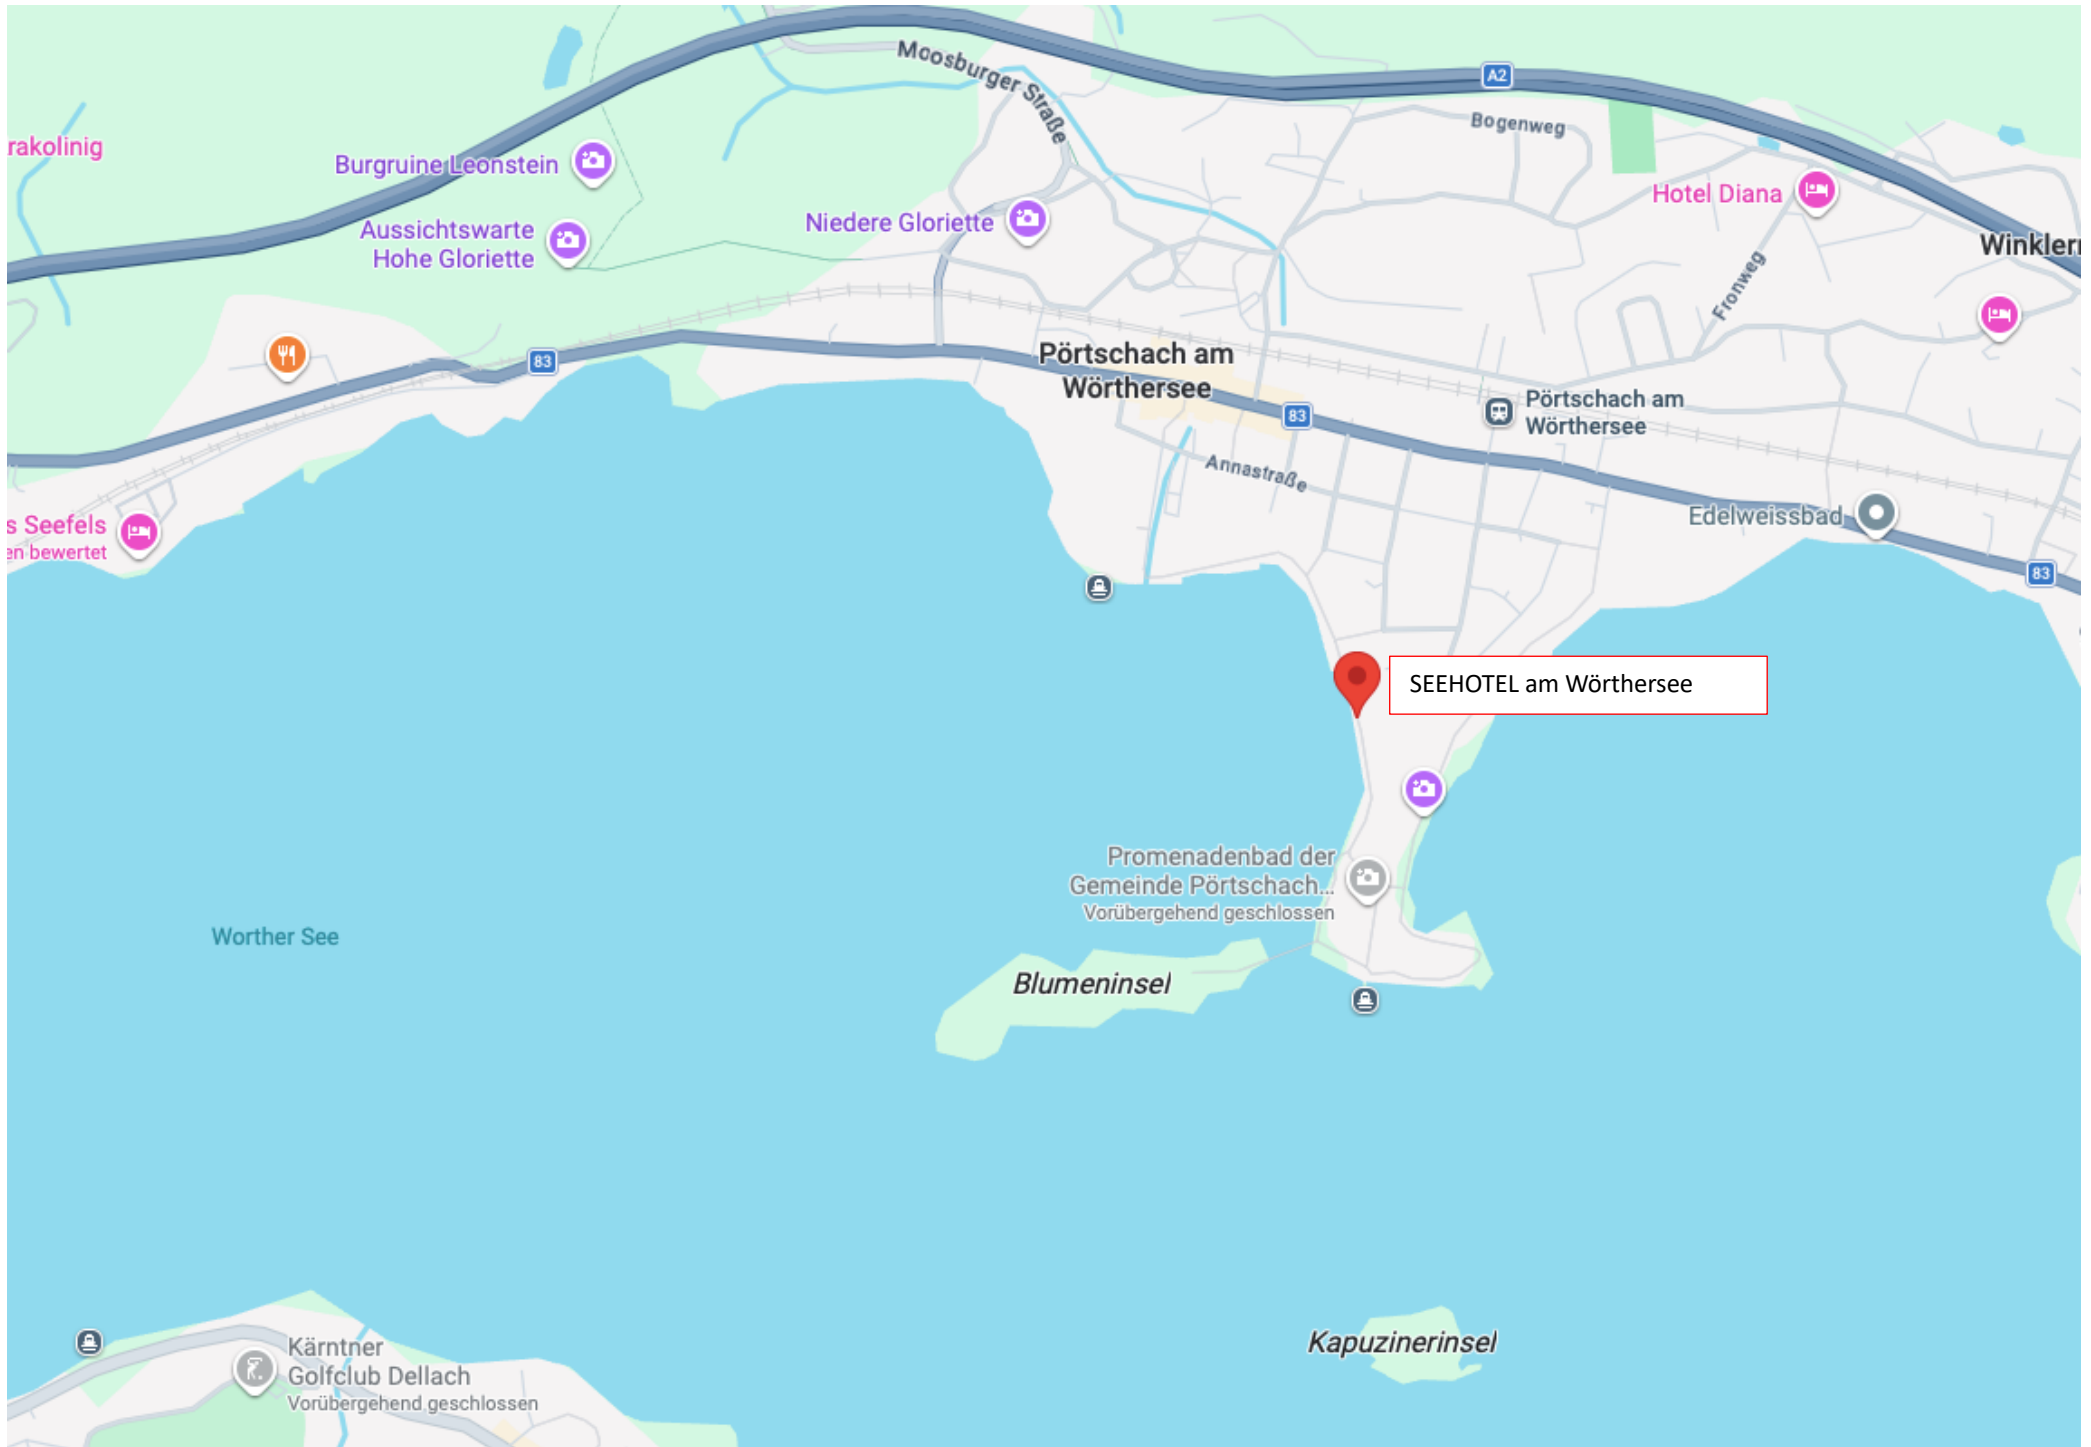 Moosburger Straße
A2
Bogenweg
rakolinig
Burgruine Leonstein
Hotel Diana
Niedere Gloriette
Aussichtswarte
Hohe Gloriette
Winklern
Fronweg
83
Pörtschach am
Wörthersee
83
Pörtschach am
Wörthersee
Annastraße
s Seefels
en bewertet
Edelweissbad
83
SEEHOTEL am Wörthersee
Promenadenbad der
Gemeinde Pörtschach...
Vorübergehend geschlossen
Worther See
Blumeninsel
Kärntner
Golfclub Dellach
Vorübergehend geschlossen
Kapuzinerinsel